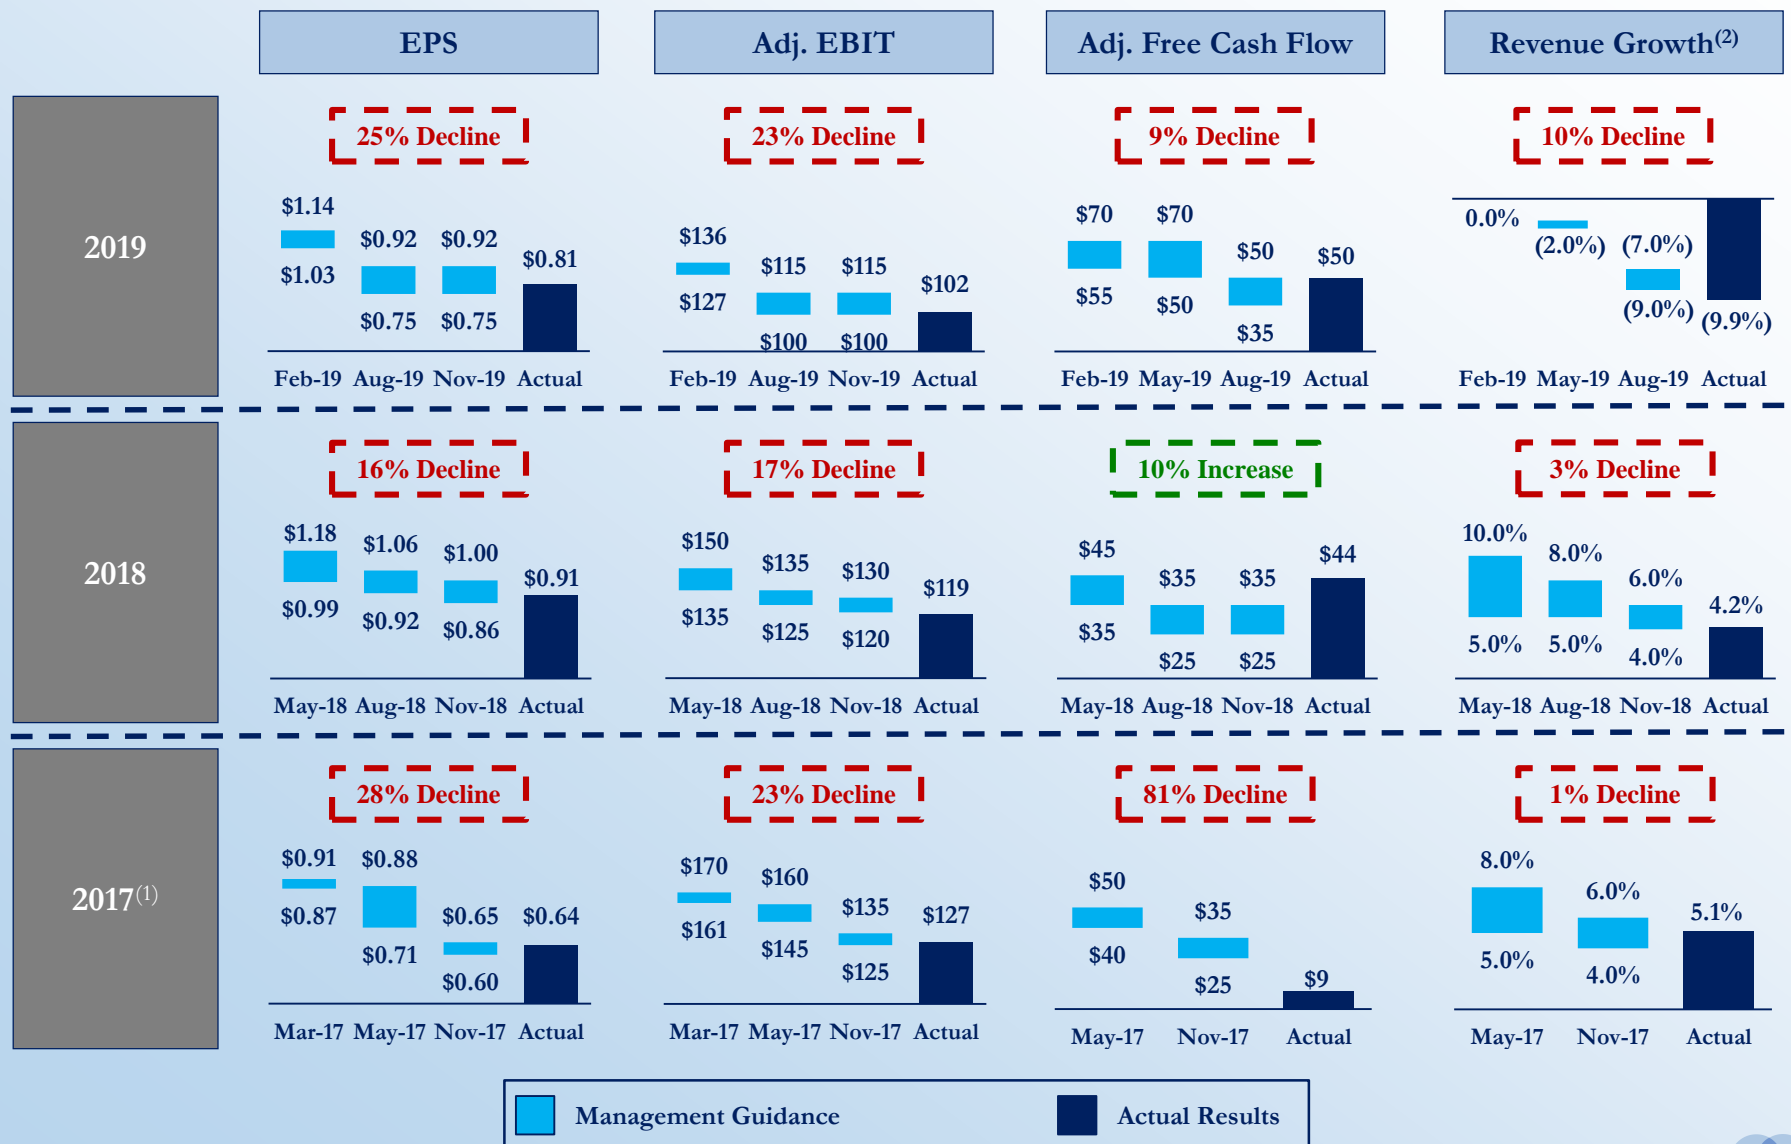 EPS
Adj. EBIT
Adj. Free Cash Flow
Revenue Growth(2)
2019
25% Decline
$1.14
$1.03
$0.92
$0.75
$0.92
$0.75
$0.81
Feb-19 Aug-19 Nov-19 Actual
23% Decline
$136
$127
$115
$100
$115
$100
$102
Feb-19 Aug-19 Nov-19 Actual
9% Decline
$70
$55
$70
$50
$50
$35
$50
Feb-19 May-19 Aug-19 Actual
10% Decline
0.0%
(2.0%)
(7.0%)
(9.0%)
(9.9%)
Feb-19 May-19 Aug-19 Actual
2018
16% Decline
$1.18
$0.99
$1.06
$0.92
$1.00
$0.86
$0.91
May-18 Aug-18 Nov-18 Actual
17% Decline
$150
$135
$135
$125
$130
$120
$119
May-18 Aug-18 Nov-18 Actual
10% Increase
$45
$35
$35
$25
$35
$25
$44
May-18 Aug-18 Nov-18 Actual
3% Decline
10.0%
5.0%
8.0%
5.0%
6.0%
4.0%
4.2%
May-18 Aug-18 Nov-18 Actual
2017(1)
28% Decline
$0.91
$0.87
$0.88
$0.71
$0.65
$0.60
$0.64
Mar-17 May-17 Nov-17 Actual
23% Decline
$170
$161
$160
$145
$135
$125
$127
Mar-17 May-17 Nov-17 Actual
81% Decline
$50
$40
$35
$25
$9
May-17 Nov-17 Actual
1% Decline
8.0%
5.0%
6.0%
4.0%
5.1%
May-17 Nov-17 Actual
Management Guidance
Actual Results